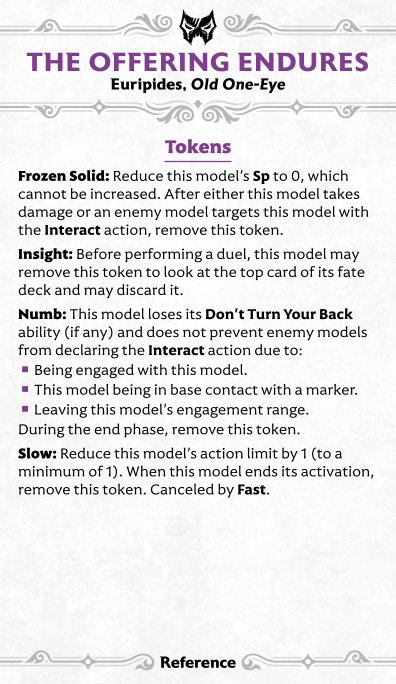 THE OFFERING ENDURES
Euripides, Old One-Eye
Tokens
Frozen Solid: Reduce this model's Sp to 0, which
cannot be increased. After either this model takes
damage or an enemy model targets this model with
the Interact action, remove this token.
Insight: Before performing a duel, this model may
remove this token to look at the top card of its fate
deck and may discard it.
Numb: This model loses its Don't Turn Your Back
ability (if any) and does not prevent enemy models
from declaring the Interact action due to:
■ Being engaged with this model.
■ This model being in base contact with a marker.
■ Leaving this model's engagement range.
During the end phase, remove this token.
Slow: Reduce this model's action limit by 1 (to a
minimum of 1). When this model ends its activation,
remove this token. Canceled by Fast.
Reference